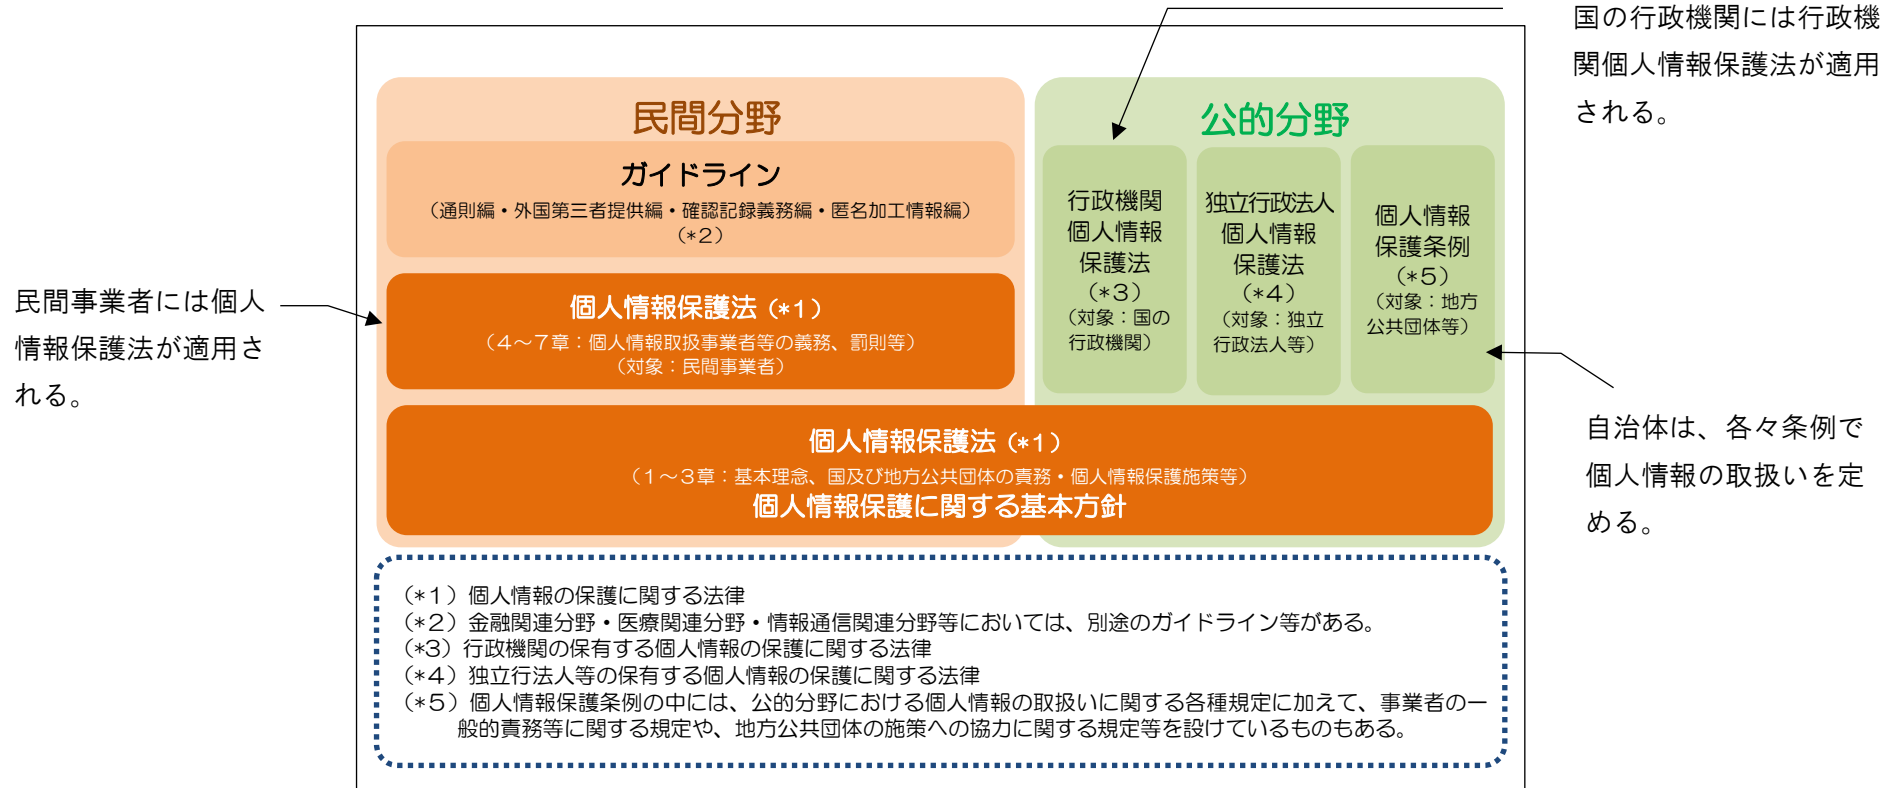 国の行政機関には行政機
関個人情報保護法が適用
される。
民間分野
公的分野
ガイドライン
（通則編・外国第三者提供編・確認記録義務編・匿名加工情報編）
（*2）
行政機関
個人情報
保護法
（*3）
（対象：国の
行政機関）
独立行政法人
個人情報
保護法
（*4）
（対象：独立
行政法人等）
個人情報
保護条例
（*5）
（対象：地方
公共団体等）
民間事業者には個人
情報保護法が適用さ
れる。
個人情報保護法（*1）
（4～7章：個人情報取扱事業者等の義務、罰則等）
（対象：民間事業者）
個人情報保護法（*1）
（1～3章：基本理念、国及び地方公共団体の責務・個人情報保護施策等）
個人情報保護に関する基本方針
自治体は、各々条例で
個人情報の取扱いを定
める。
（*1）個人情報の保護に関する法律
（*2）金融関連分野・医療関連分野・情報通信関連分野等においては、別途のガイドライン等がある。
（*3）行政機関の保有する個人情報の保護に関する法律
（*4）独立行法人等の保有する個人情報の保護に関する法律
（*5）個人情報保護条例の中には、公的分野における個人情報の取扱いに関する各種規定に加えて、事業者の一
般的責務等に関する規定や、地方公共団体の施策への協力に関する規定等を設けているものもある。